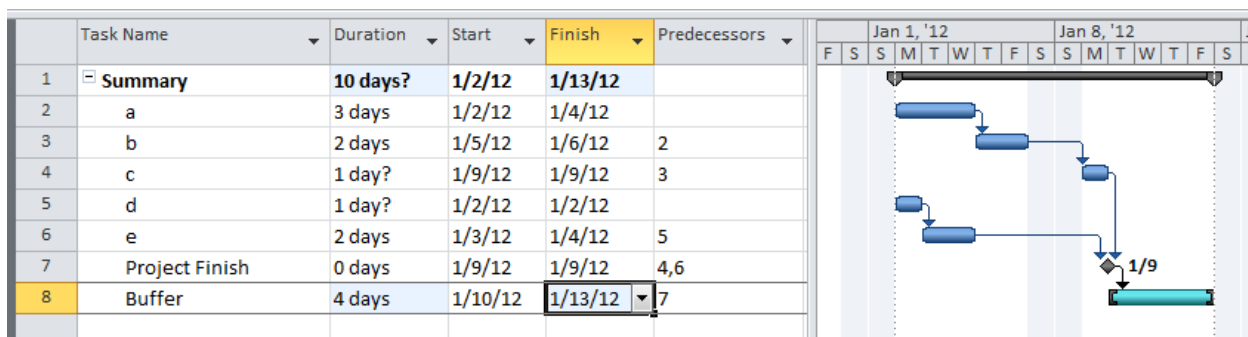 Task Name Duration Start Finish Predecessors Jan 1, '12 Jan 8, '12
F S S M T W T F S S M T W T F S
1 Summary 10 days? 1/2/12 1/13/12
2 a 3 days 1/2/12 1/4/12
3 b 2 days 1/5/12 1/6/12 2
4 c 1 day? 1/9/12 1/9/12 3
5 d 1 day? 1/2/12 1/2/12
6 e 2 days 1/3/12 1/4/12 5
7 Project Finish 0 days 1/9/12 1/9/12 4,6 1/9
8 Buffer 4 days 1/10/12 1/13/12 7